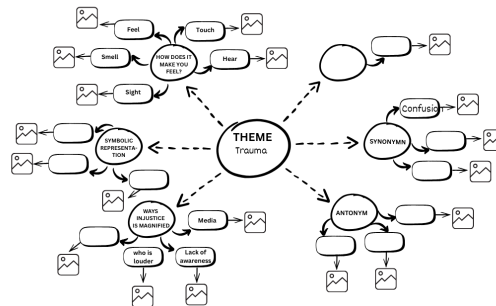 Feel
Touch
Smell
HOW DOES IT
MAKE YOU
FEEL?
Hear
Sight
THEME
Trauma
Confusion
SYNONYMN
SYMBOLIC
REPRESENTA-
TION
WAYS
INJUSTICE
IS MAGNIFIED
Media
ANTONYM
who is
louder
Lack of
awareness